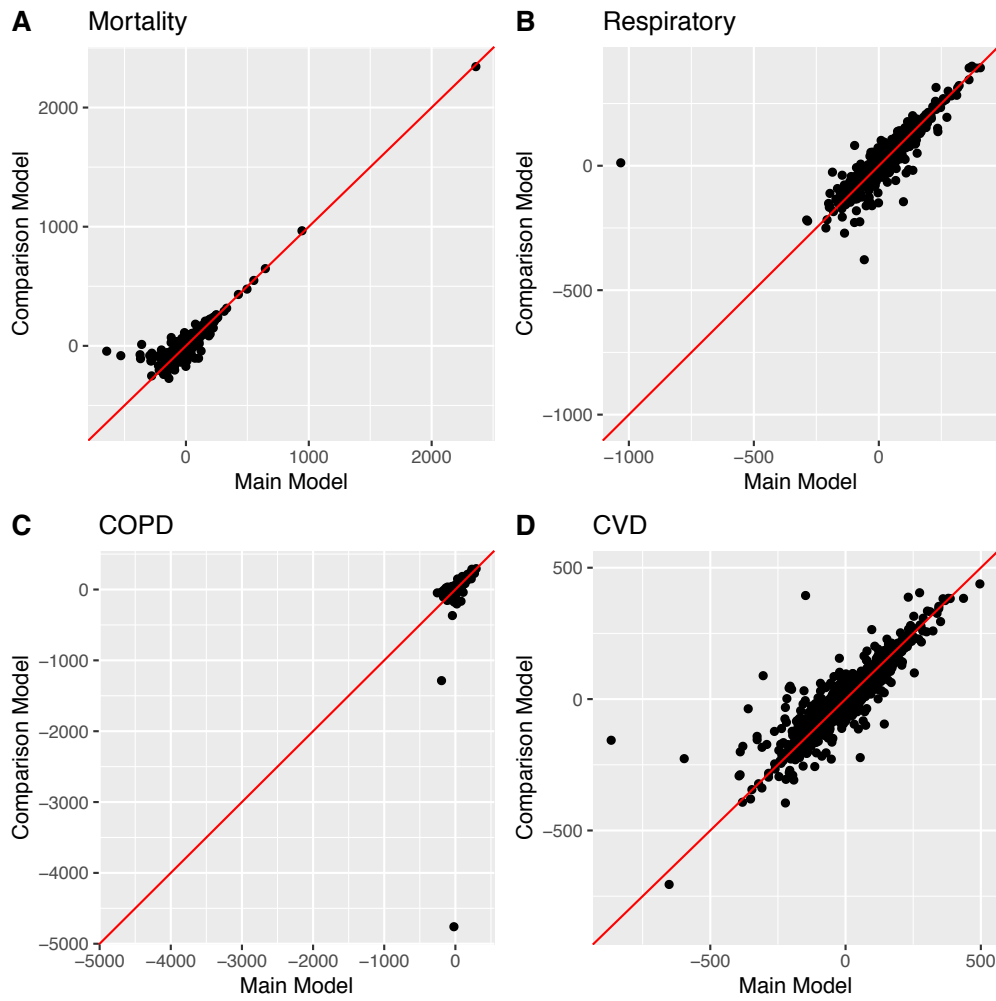 A Mortality
Comparison Model
2000
1000
0
0 1000 2000
Main Model
B Respiratory
Comparison Model
0
−500
−1000
−1000 −500 0
Main Model
C COPD
Comparison Model
0
−1000
−2000
−3000
−4000
−5000
−5000 −4000 −3000 −2000 −1000 0
Main Model
D CVD
Comparison Model
500
0
−500
−500 0 500
Main Model